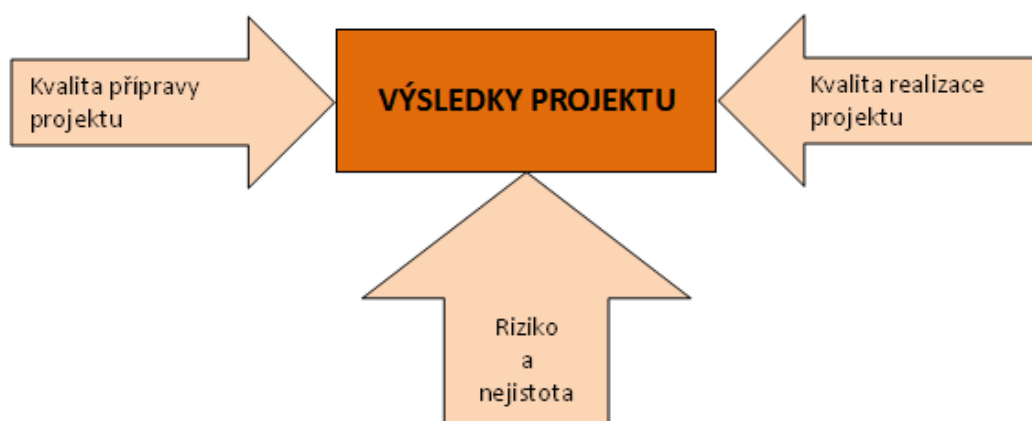 Kvalita přípravy
projektu
VÝSLEDKY PROJEKTU
Kvalita realizace
projektu
Riziko
a
nejistota